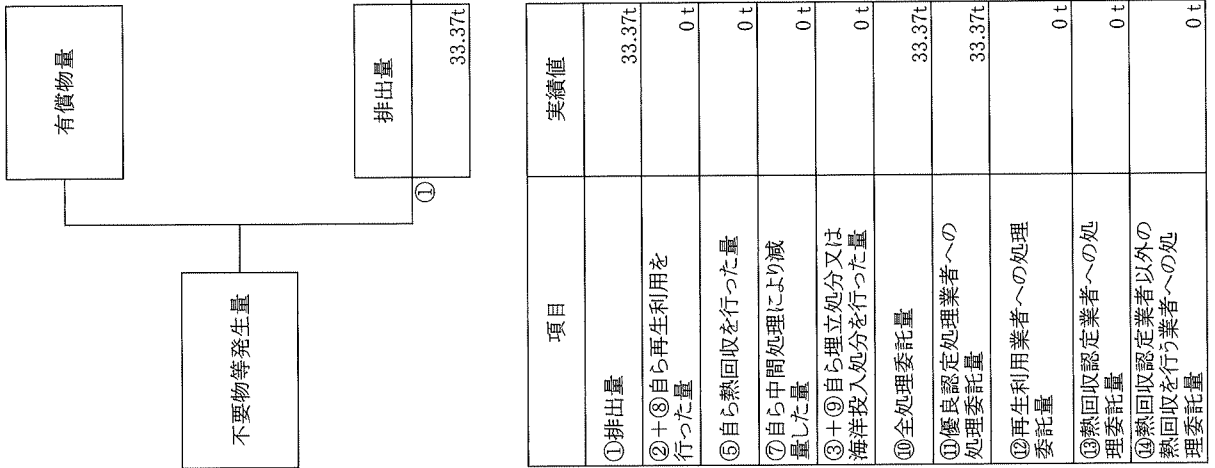 有償物量
不要物等発生量
排出量
①
33.37t
項目
実績値
①排出量
33.37t
②+⑧自ら再生利用を
行った量
0t
⑤自ら熱回収を行った量
0t
⑦自ら中間処理により減
量した量
0t
③+⑨自ら埋立処分又は
海洋投入処分を行った量
0t
⑩全処理委託量
33.37t
⑪優良認定処理業者への
処理委託量
33.37t
⑫再生利用業者への処理
委託量
0t
⑬熱回収認定業者への処
理委託量
0t
⑭熱回収認定業者以外の
熱回収を行う業者への処
理委託量
0t